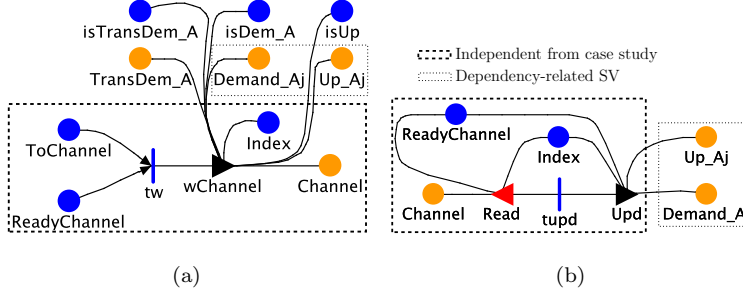 isTransDem_A isDem_A isUp
TransDem_A Demand_Aj Up_Aj
ToChannel
Index
tw wChannel Channel
ReadyChannel
(a)
Independent from case study
Dependency-related SV
ReadyChannel
Index Up_Aj
Channel Read tupd Upd Demand_A
(b)